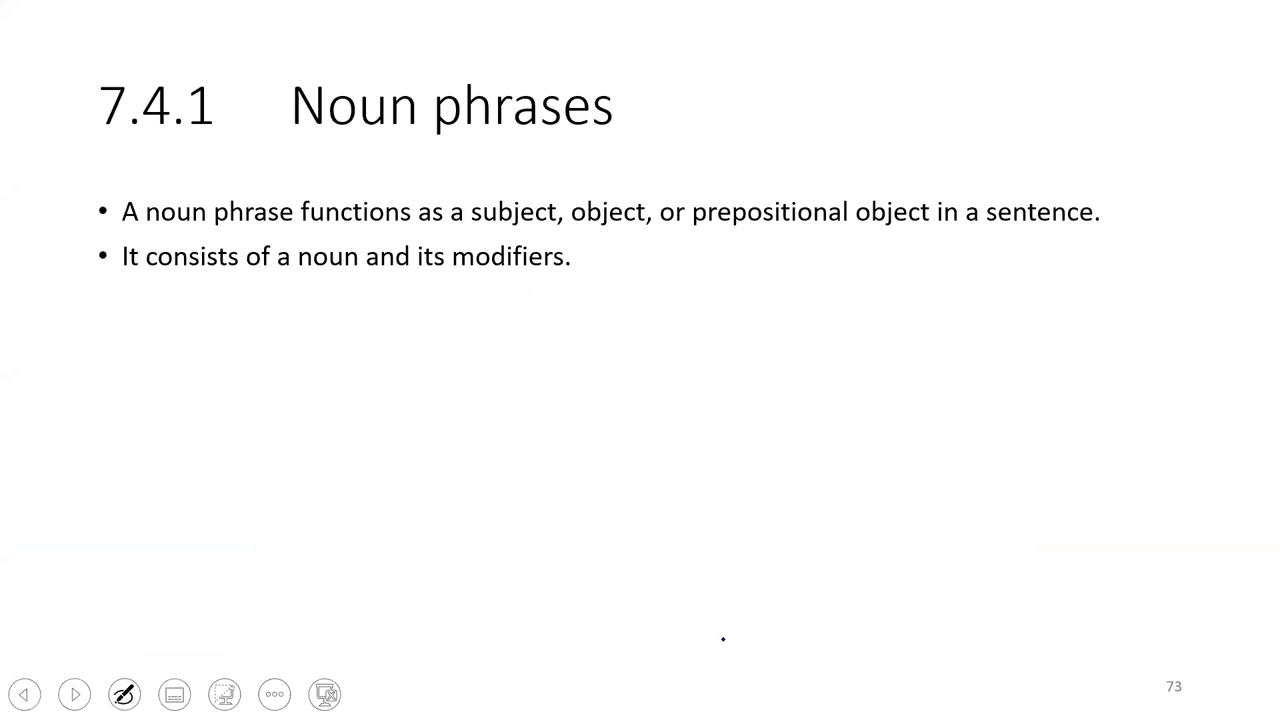 7.4.1 Noun phrases
• A noun phrase functions as a subject, object, or prepositional object in a sentence.
• It consists of a noun and its modifiers.
73